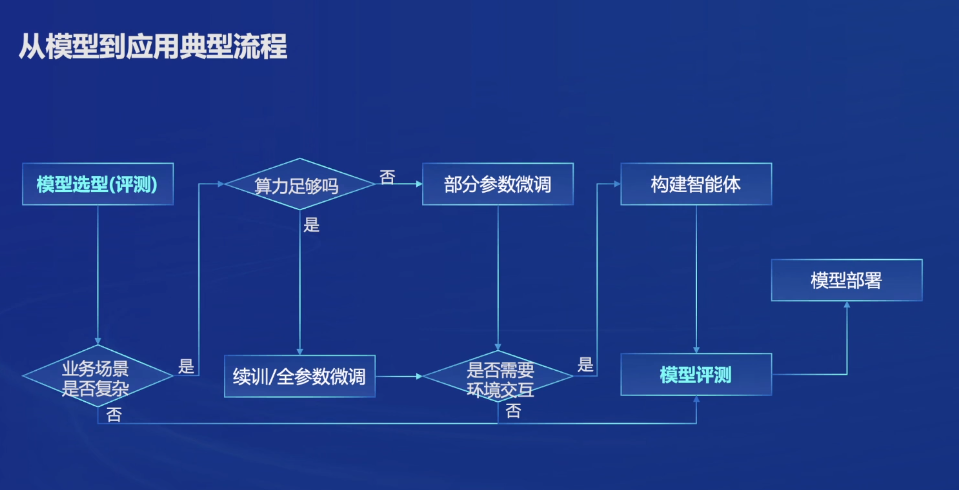 从模型到应用典型流程
模型选型(评测)
算力足够吗
否
部分参数微调
构建智能体
是
模型部署
业务场景
是否复杂
是
续训/全参数微调
是否需要
环境交互
是
模型评测
否
否